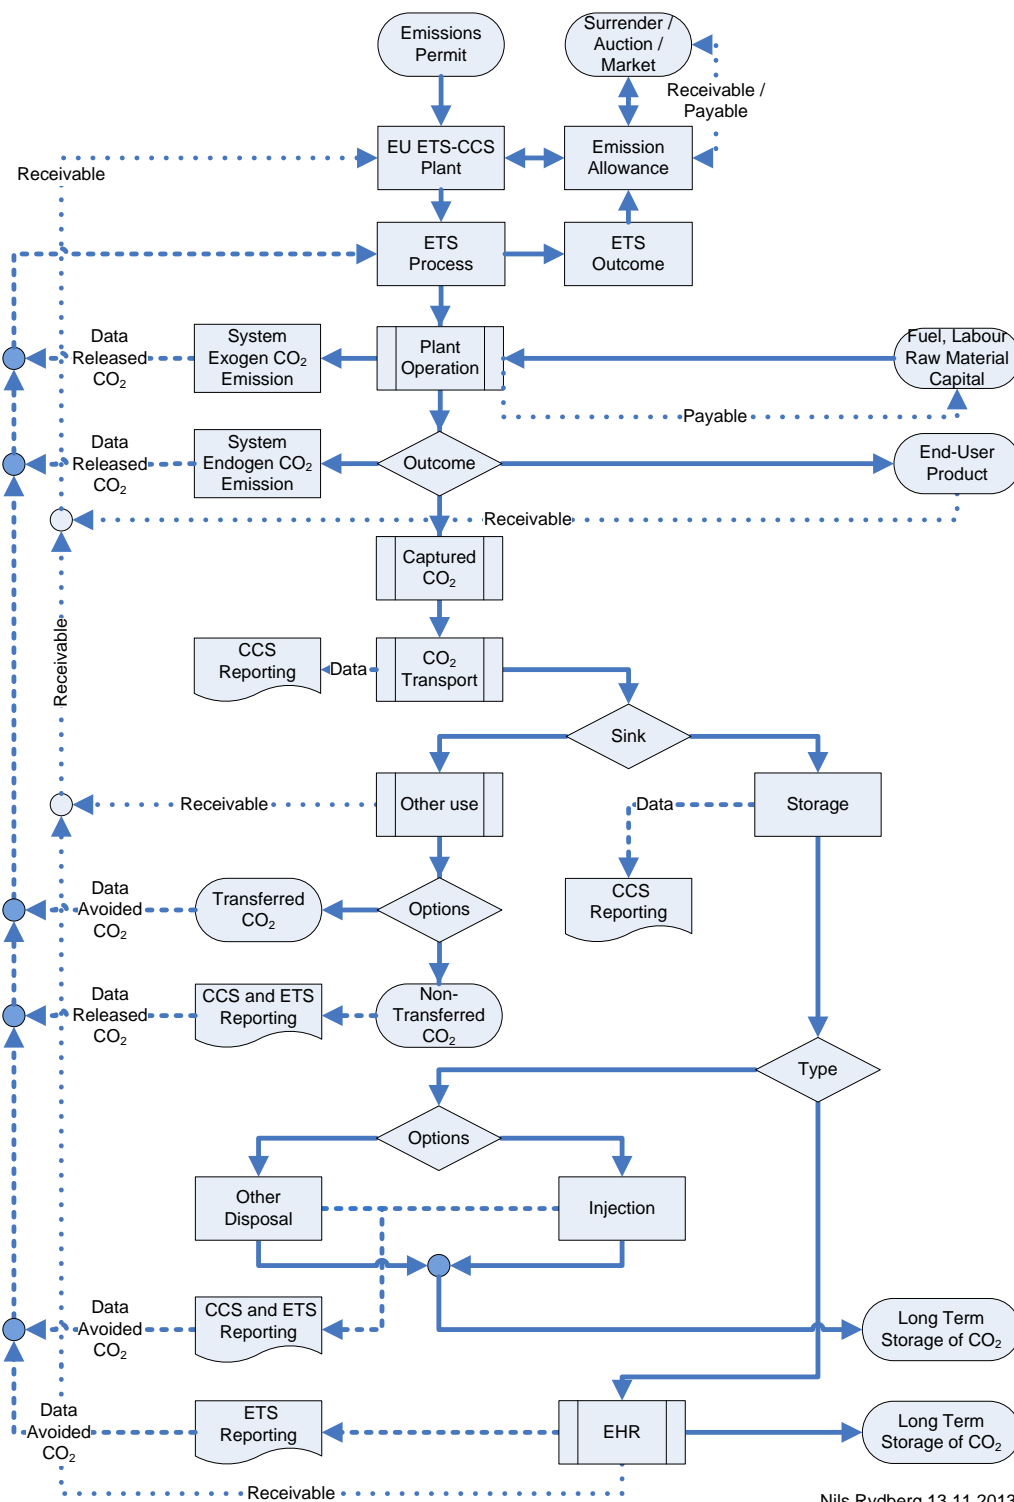 Emissions
Permit
Surrender /
Auction /
Market
Receivable /
Payable
EU ETS-CCS
Plant
Emission
Allowance
Receivable
ETS
Process
ETS
Outcome
Data
Released
CO₂
System
Exogen CO₂
Emission
Plant
Operation
Fuel, Labour
Raw Material
Capital
Payable
Data
Released
CO₂
System
Endogen CO₂
Emission
Outcome
End-User
Product
Receivable
Captured
CO₂
Receivable
CCS
Reporting
Data
CO₂
Transport
Sink
Receivable
Other use
Data
Storage
Data
Avoided
CO₂
Transferred
CO₂
Options
CCS
Reporting
Data
Released
CO₂
CCS and ETS
Reporting
Non-
Transferred
CO₂
Type
Options
Other
Disposal
Injection
Data
Avoided
CO₂
CCS and ETS
Reporting
Long Term
Storage of CO₂
Data
Avoided
CO₂
ETS
Reporting
EHR
Long Term
Storage of CO₂
Receivable
Nils Rydberg 13.11.2013